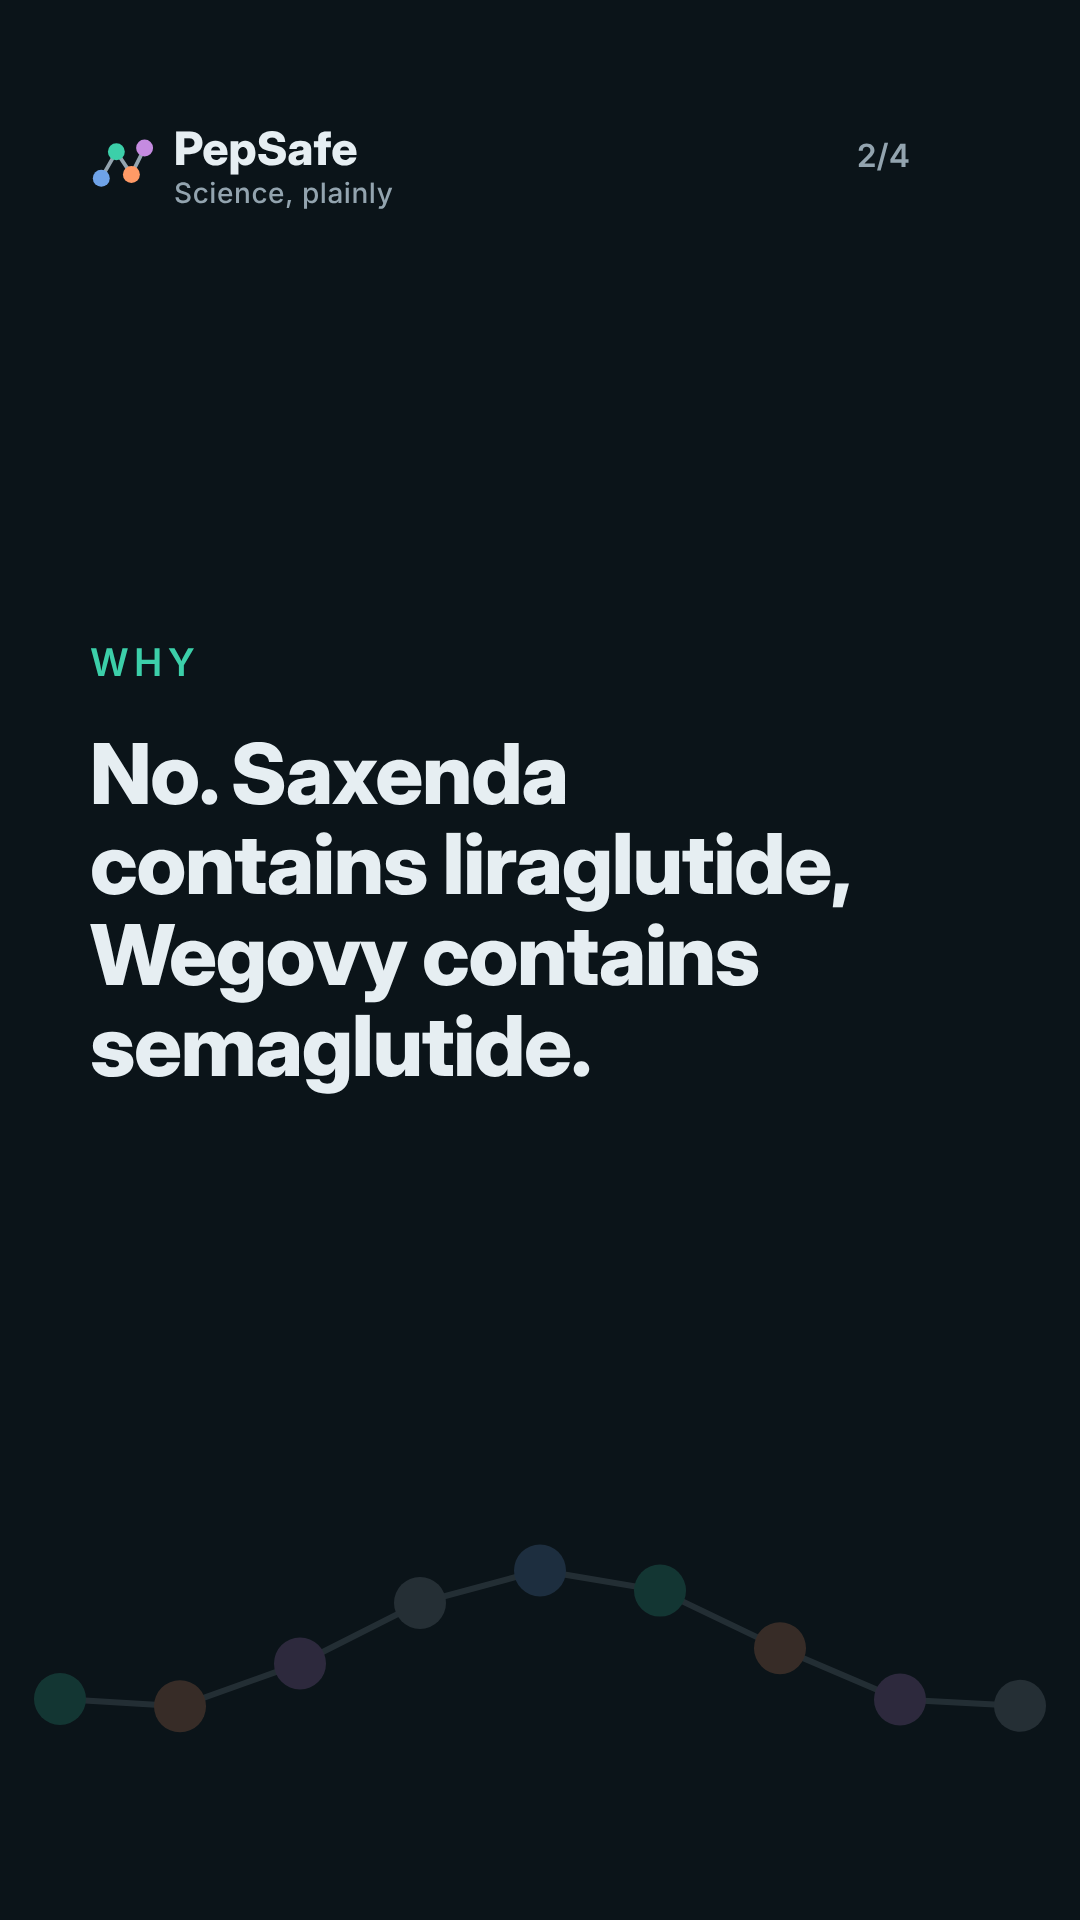 PepSafe
Science, plainly
2/4
WHY
No. Saxenda
contains liraglutide,
Wegovy contains
semaglutide.